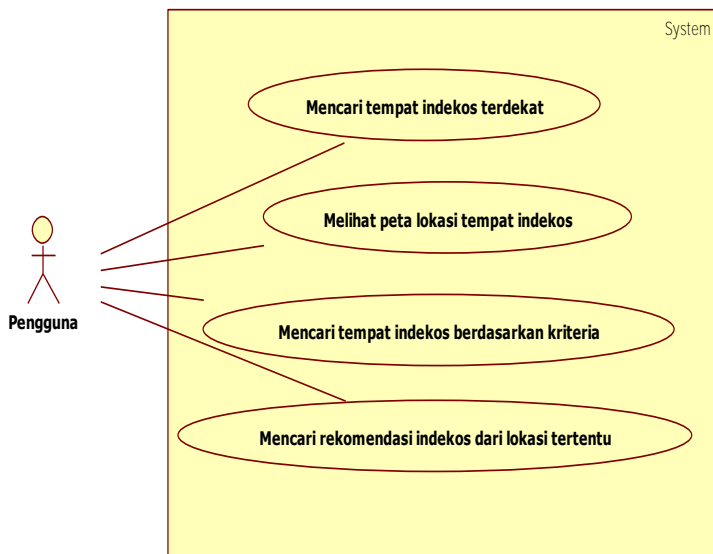 System
Mencari tempat indekos terdekat
Melihat peta lokasi tempat indekos
Pengguna
Mencari tempat indekos berdasarkan kriteria
Mencari rekomendasi indekos dari lokasi tertentu